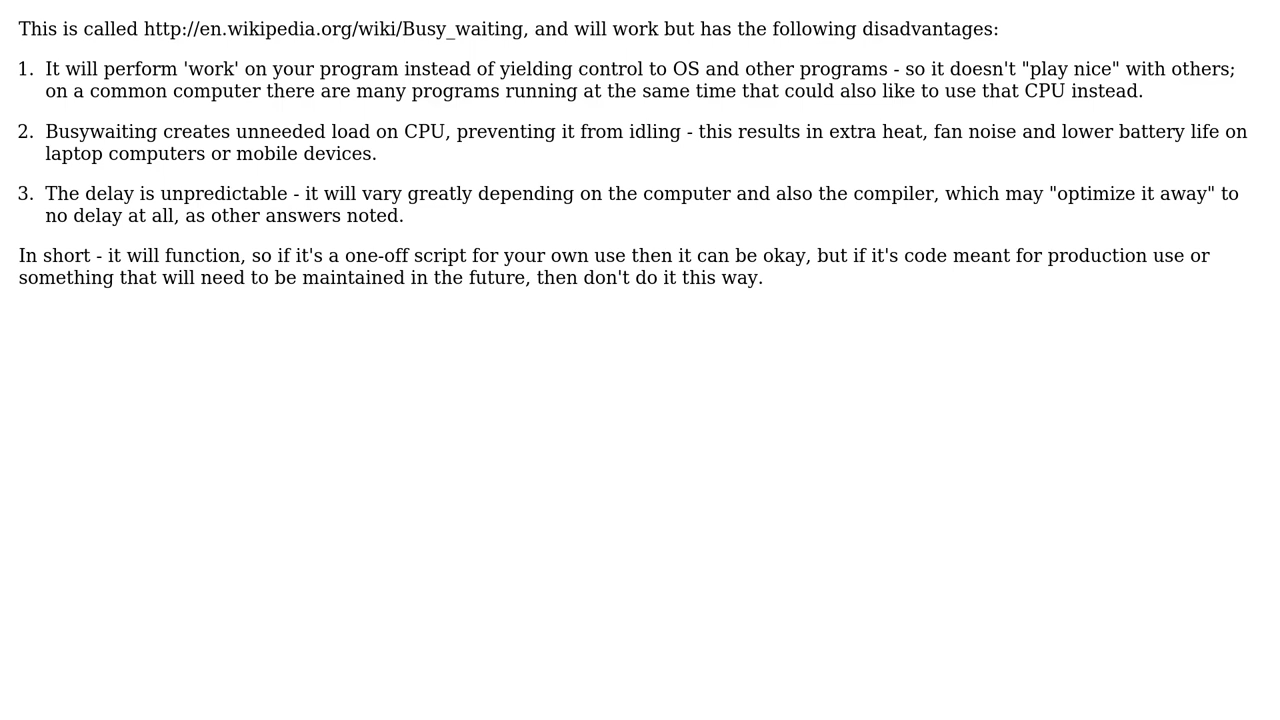 This is called http://en.wikipedia.org/wiki/Busy_waiting, and will work but has the following disadvantages:
1. It will perform 'work' on your program instead of yielding control to OS and other programs - so it doesn't "play nice" with others;
on a common computer there are many programs running at the same time that could also like to use that CPU instead.
2. Busywaiting creates unneeded load on CPU, preventing it from idling - this results in extra heat, fan noise and lower battery life on
laptop computers or mobile devices.
3. The delay is unpredictable - it will vary greatly depending on the computer and also the compiler, which may "optimize it away" to
no delay at all, as other answers noted.
In short - it will function, so if it's a one-off script for your own use then it can be okay, but if it's code meant for production use or
something that will need to be maintained in the future, then don't do it this way.